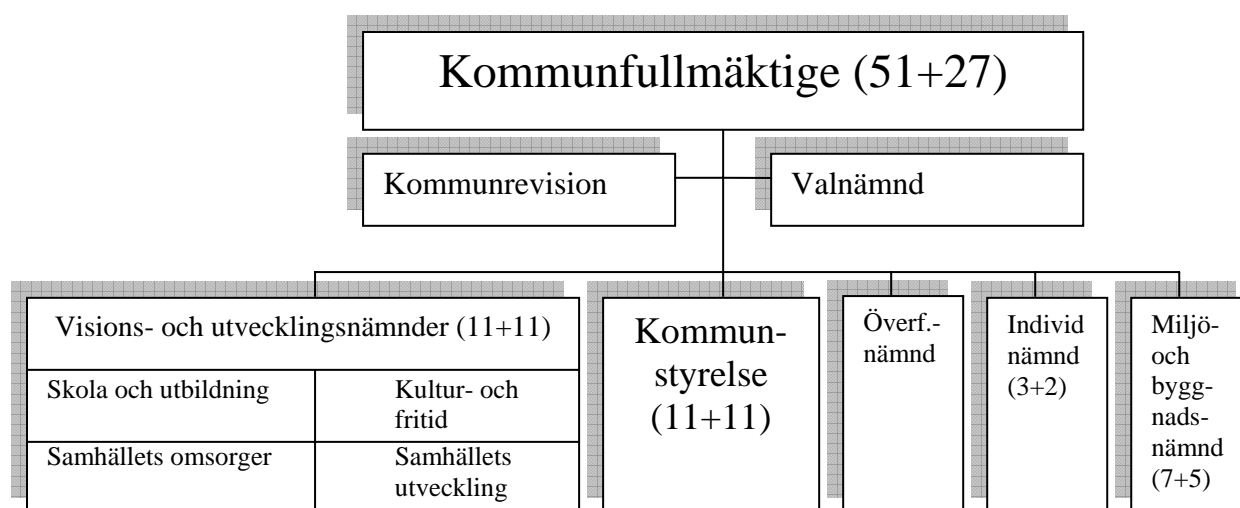 Kommunfullmäktige (51+27)
Kommunrevision
Valnämnd
Visions- och utvecklingsnämnder (11+11)
Skola och utbildning
Kultur- och
fritid
Samhällets omsorger
Samhällets
utveckling
Kommun-
styrelse
(11+11)
Överf.-
nämnd
Individ
nämnd
(3+2)
Miljö-
och
bygg-
nads-
nämnd
(7+5)